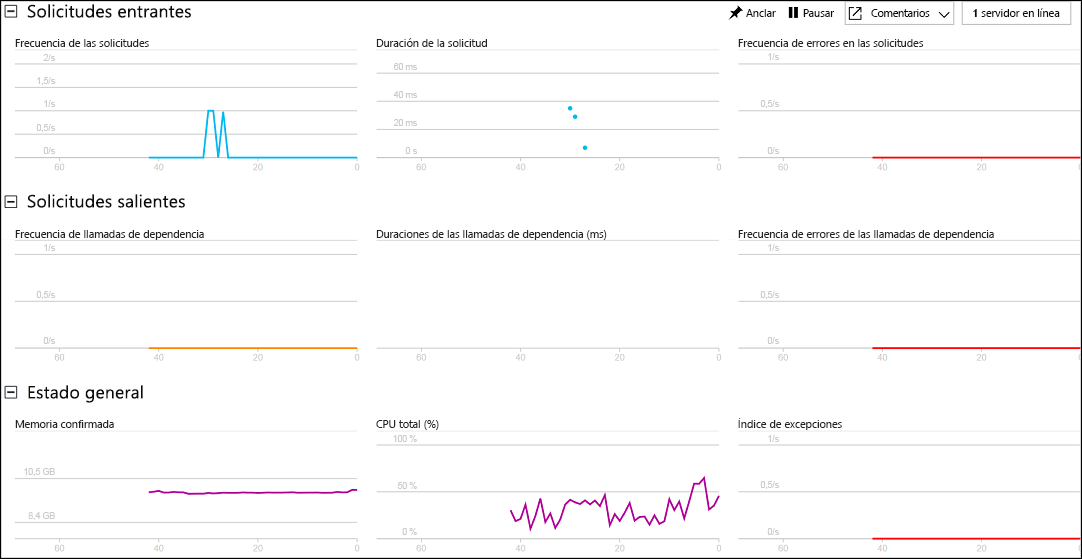 Solicitudes entrantes
Anclar Pausar Comentarios 1 servidor en línea
Frecuencia de las solicitudes
2/s
1,5/s
1/s
0,5/s
0/s
60 40 20 0
Duración de la solicitud
60 ms
40 ms
20 ms
0 s
60 40 20 0
Frecuencia de errores en las solicitudes
1/s
0,5/s
0/s
60 40 20
Solicitudes salientes
Frecuencia de llamadas de dependencia
1/s
0,5/s
0/s
60 40 20 0
Duraciones de las llamadas de dependencia (ms)
60 40 20 0
Frecuencia de errores de las llamadas de dependencia
1/s
0,5/s
0/s
60 40 20
Estado general
Memoria confirmada
10,5 GB
8,4 GB
60 40 20 0
CPU total (%)
100 %
50 %
0 %
60 40 20 0
Índice de excepciones
1/s
0,5/s
0/s
60 40 20